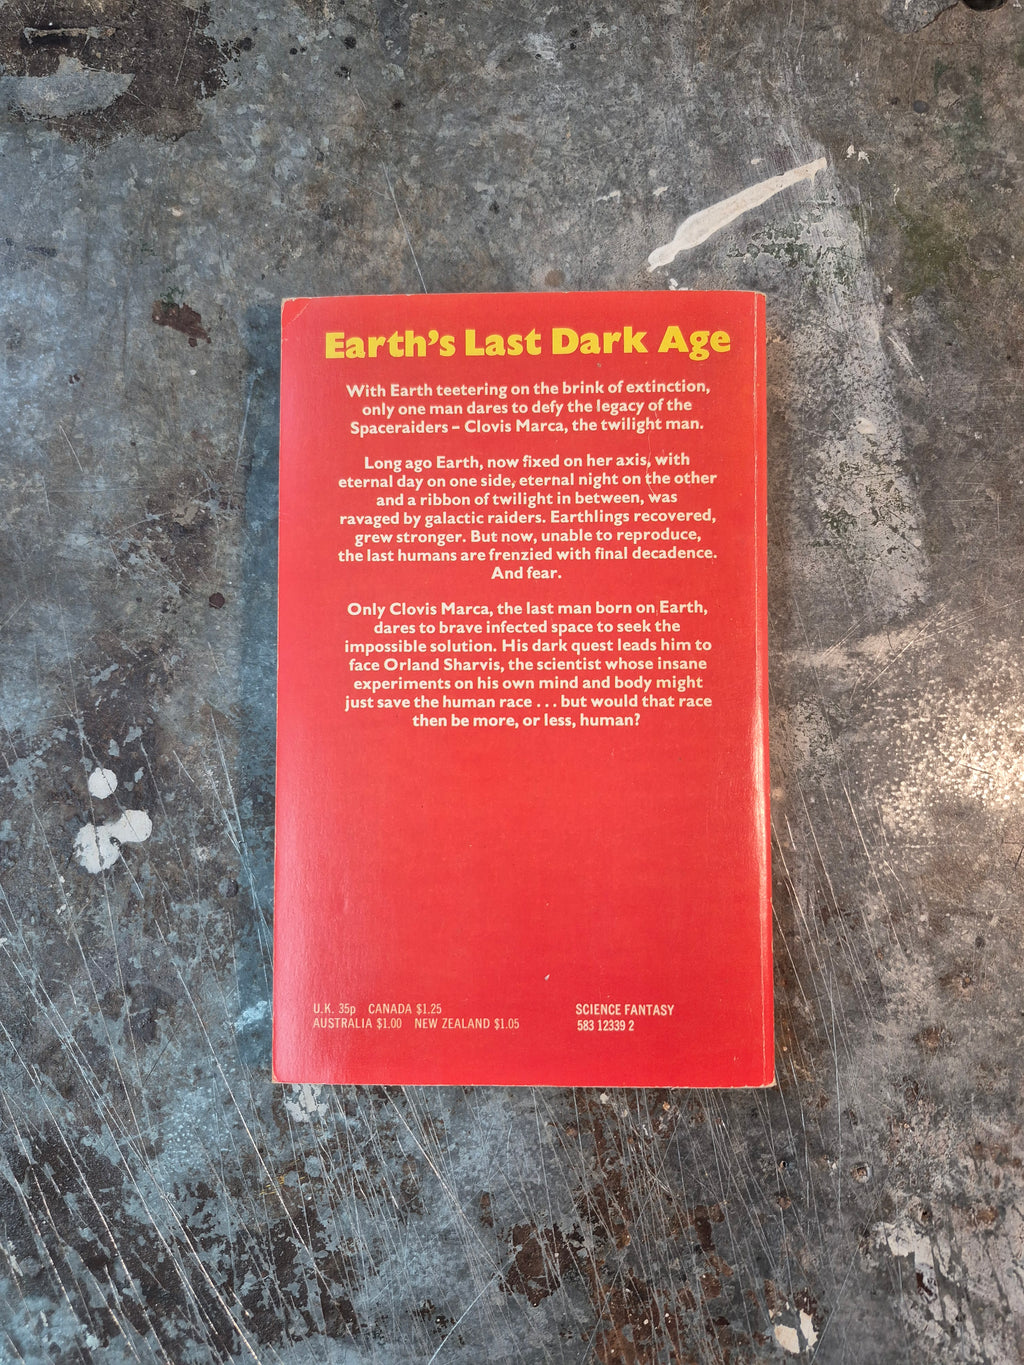 Earth's Last Dark Age
With Earth teetering on the brink of extinction,
only one man dares to defy the legacy of the
Spaceraiders – Clovis Marca, the twilight man.
Long ago Earth, now fixed on her axis, with
eternal day on one side, eternal night on the other
and a ribbon of twilight in between, was
ravaged by galactic raiders. Earthlings recovered,
grew stronger. But now, unable to reproduce,
the last humans are frenzied with final decadence.
And fear.
Only Clovis Marca, the last man born on Earth,
dares to brave infected space to seek the
impossible solution. His dark quest leads him to
face Orland Sharvis, the scientist whose insane
experiments on his own mind and body might
just save the human race . . . but would that race
then be more, or less, human?
U.K. 35p CANADA $1.25
AUSTRALIA $1.00 NEW ZEALAND $1.05
SCIENCE FANTASY
583 12339 2